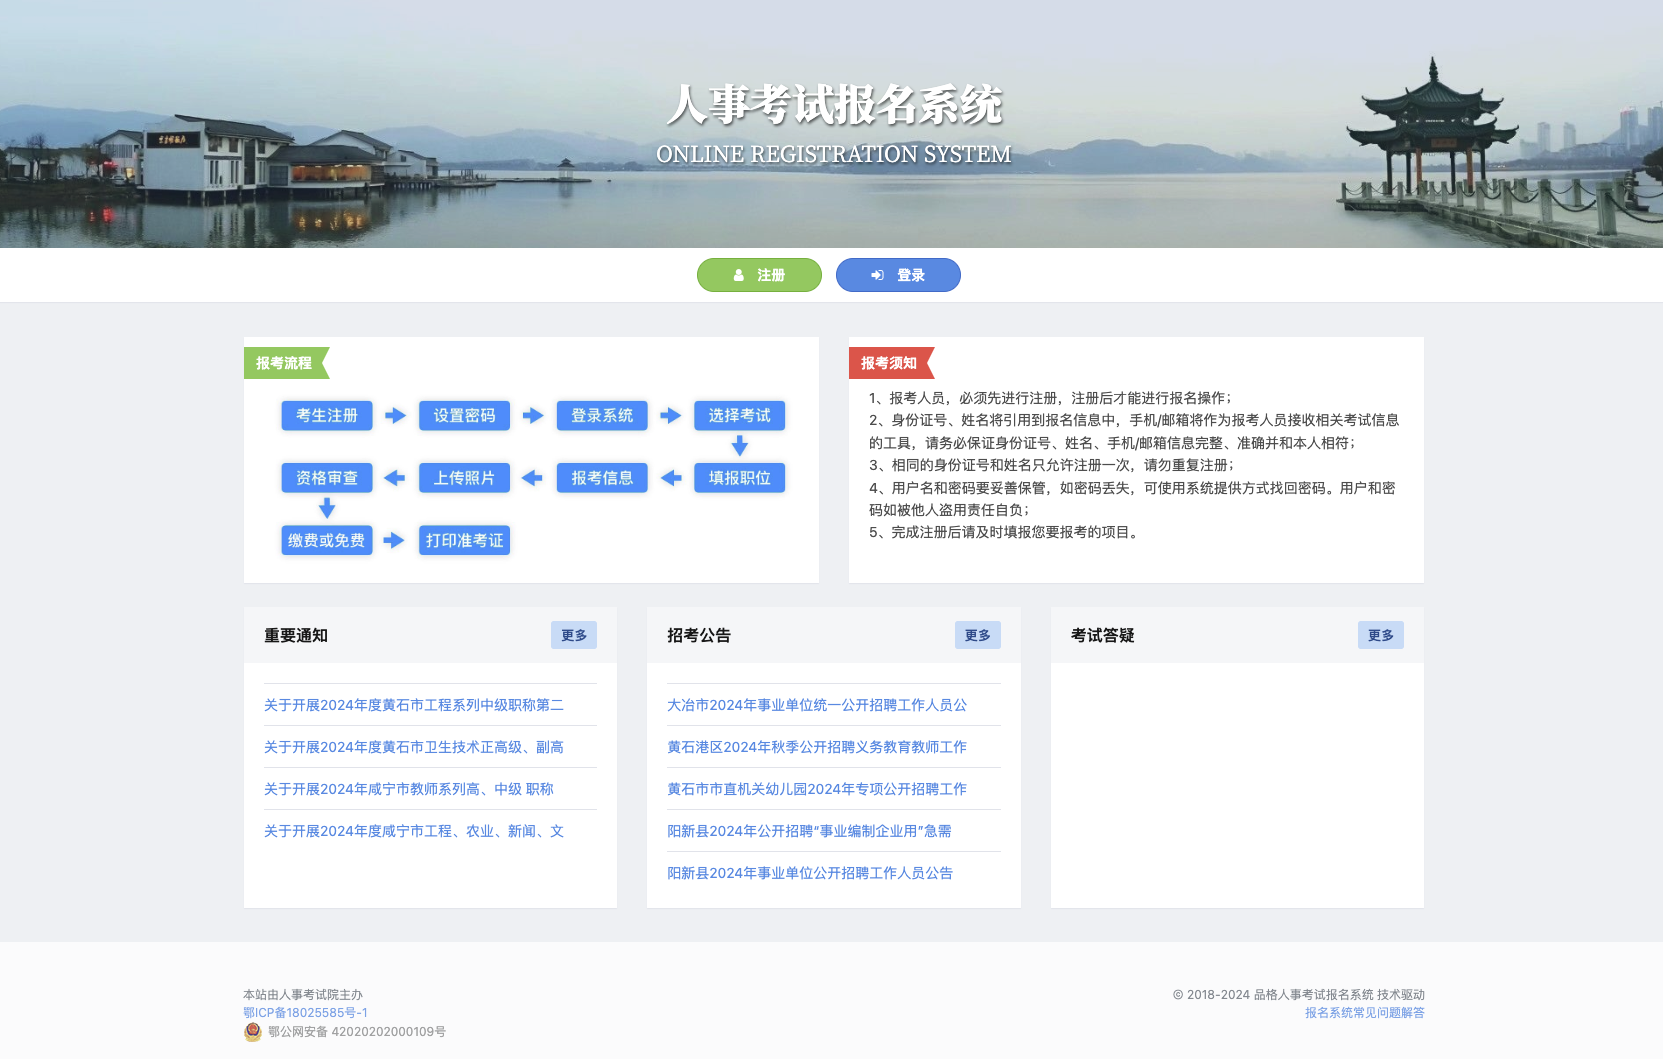 人事考试报名系统
ONLINE REGISTRATION SYSTEM
注册
登录
报考流程
考生注册
设置密码
登录系统
选择考试
资格审查
上传照片
报考信息
填报职位
缴费或免费
打印准考证
报考须知
1、报考人员，必须先进行注册，注册后才能进行报名操作；
2、身份证号、姓名将引用到报名信息中，手机/邮箱将作为报考人员接收相关考试信息
的工具，请务必保证身份证号、姓名、手机/邮箱信息完整、准确并和本人相符；
3、相同的身份证号和姓名只允许注册一次，请勿重复注册；
4、用户名和密码要妥善保管，如密码丢失，可使用系统提供方式找回密码。用户和密
码如被他人盗用责任自负；
5、完成注册后请及时填报您要报考的项目。
重要通知
更多
关于开展2024年度黄石市工程系列中级职称第二
关于开展2024年度黄石市卫生技术正高级、副高
关于开展2024年咸宁市教师系列高、中级 职称
关于开展2024年度咸宁市工程、农业、新闻、文
招考公告
更多
大冶市2024年事业单位统一公开招聘工作人员公
黄石港区2024年秋季公开招聘义务教育教师工作
黄石市市直机关幼儿园2024年专项公开招聘工作
阳新县2024年公开招聘“事业编制企业用”急需
阳新县2024年事业单位公开招聘工作人员公告
考试答疑
更多
本站由人事考试院主办
鄂ICP备18025585号-1
鄂公网安备 42020202000109号
© 2018-2024 品格人事考试报名系统 技术驱动
报名系统常见问题解答